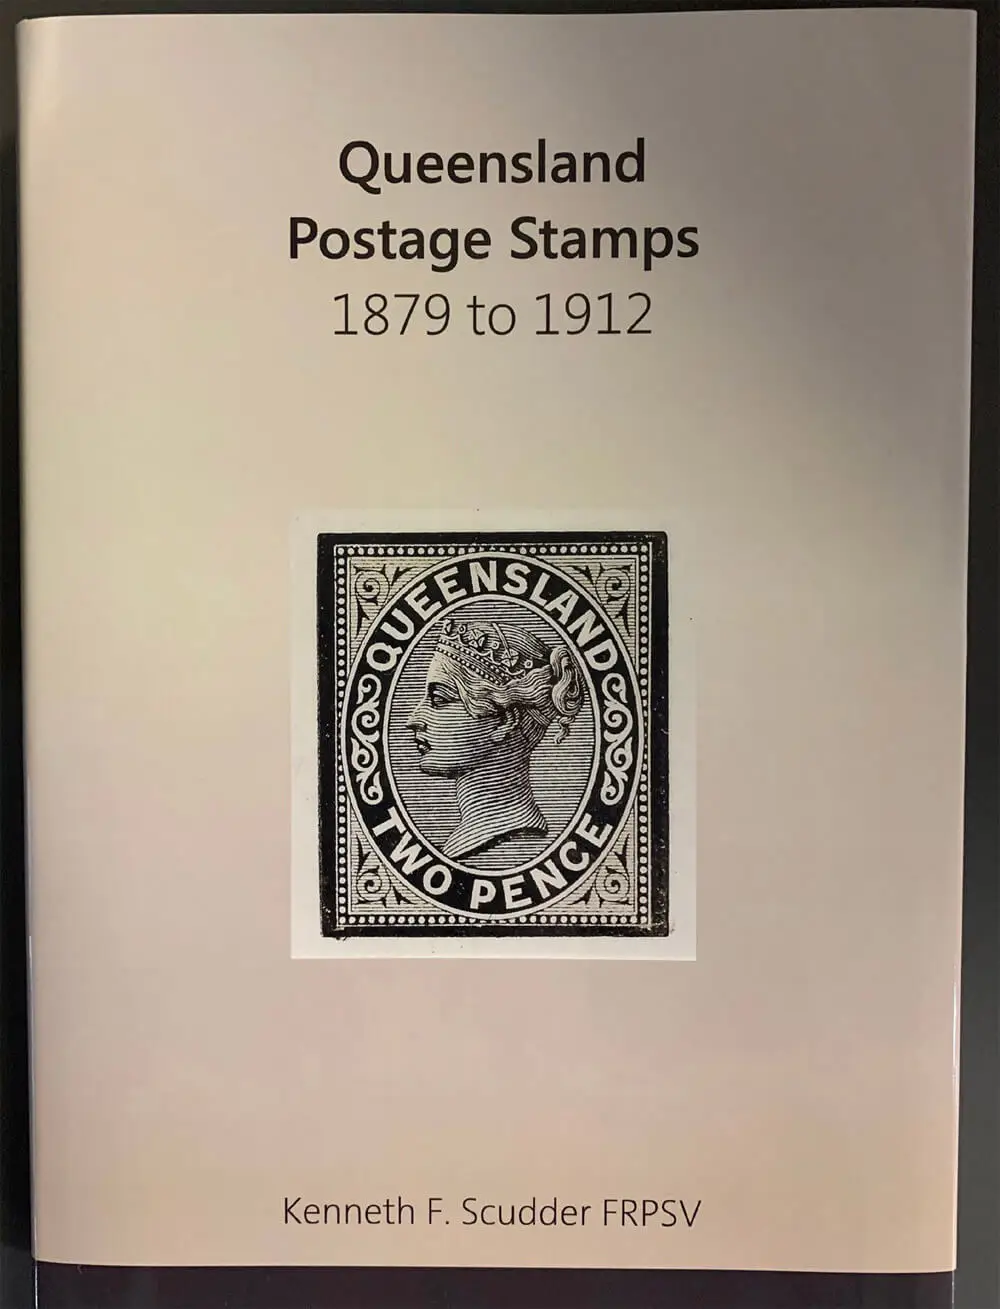 Queensland
Postage Stamps
1879 to 1912
QUEENSLAND
TWO PENCE
Kenneth F. Scudder FRPSV